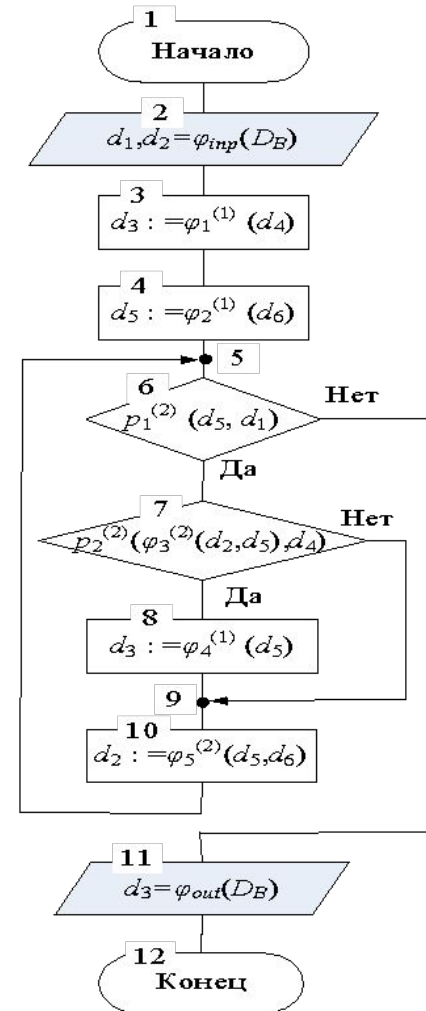 1
Начало
2
d₁,d₂=φᵢₙₚ(D_B)
3
d₃ :=φ₁⁽¹⁾ (d₄)
4
d₅ :=φ₂⁽¹⁾ (d₆)
5
6
p₁⁽²⁾ (d₅, d₁)
Нет
Да
7
p₂⁽²⁾(φ₃⁽²⁾(d₂,d₅),d₄)
Нет
Да
8
d₃ :=φ₄⁽¹⁾ (d₅)
9
10
d₂ :=φ₅⁽²⁾(d₅,d₆)
11
d₃=φₒᵤₜ(D_B)
12
Конец